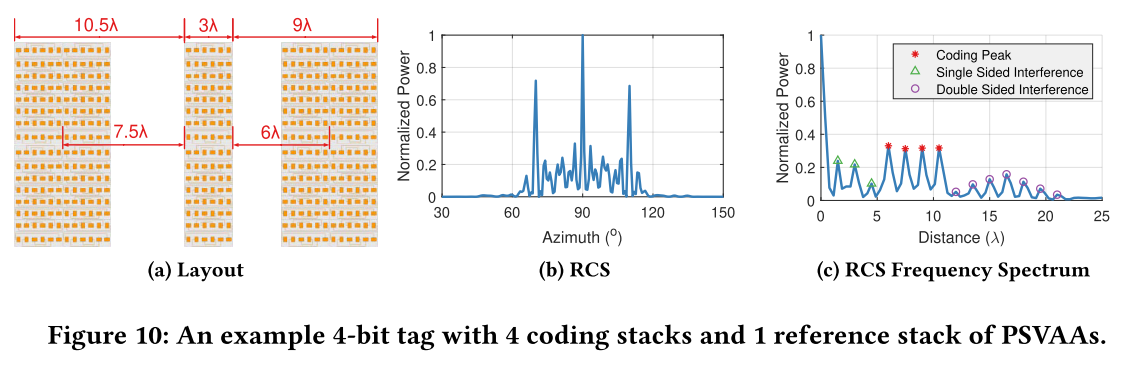 10.5λ 3λ 9λ
7.5λ 6λ
(a) Layout
Normalized Power
1
0.8
0.6
0.4
0.2
0
30 60 90 120 150
Azimuth (°)
(b) RCS
Normalized Power
1
0.8
0.6
0.4
0.2
0
Coding Peak
Single Sided Interference
Double Sided Interference
0 5 10 15 20 25
Distance (λ)
(c) RCS Frequency Spectrum
Figure 10: An example 4-bit tag with 4 coding stacks and 1 reference stack of PSVAAs.